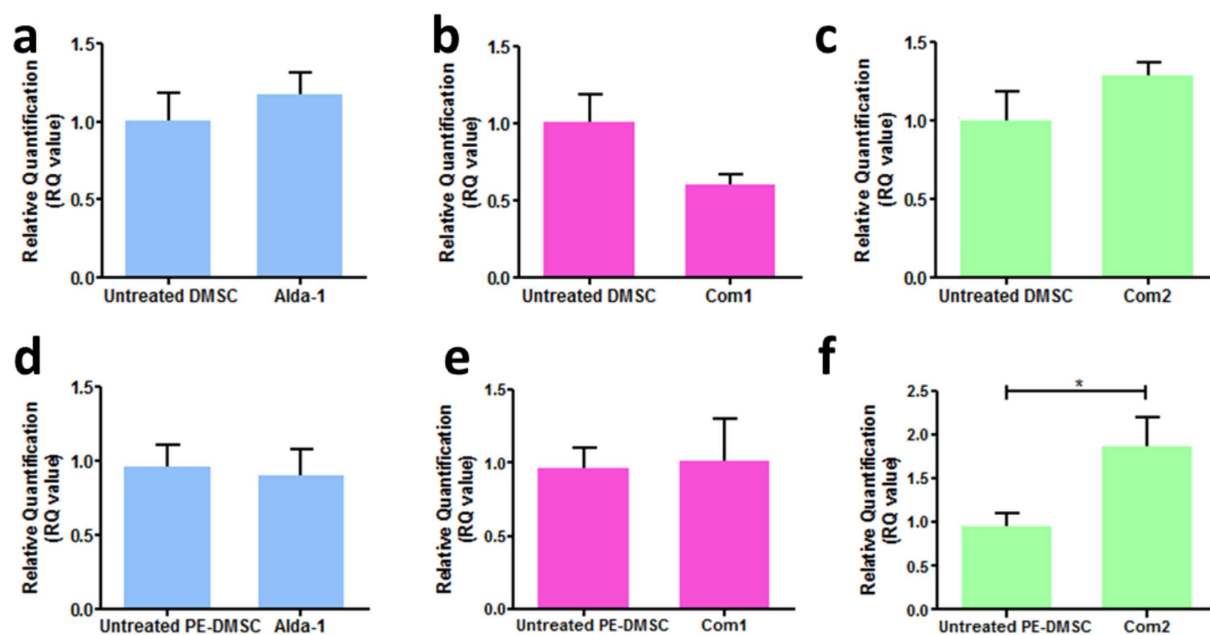 a
Relative Quantification
(RQ value)
1.5
1.0
0.5
0.0
Untreated DMSC Alda-1
b
Relative Quantification
(RQ value)
1.5
1.0
0.5
0.0
Untreated DMSC Com1
c
Relative Quantification
(RQ value)
1.5
1.0
0.5
0.0
Untreated DMSC Com2
d
Relative Quantification
(RQ value)
1.5
1.0
0.5
0.0
Untreated PE-DMSC Alda-1
e
Relative Quantification
(RQ value)
1.5
1.0
0.5
0.0
Untreated PE-DMSC Com1
f
Relative Quantification
(RQ value)
2.5
2.0
1.5
1.0
0.5
0.0
*
Untreated PE-DMSC Com2